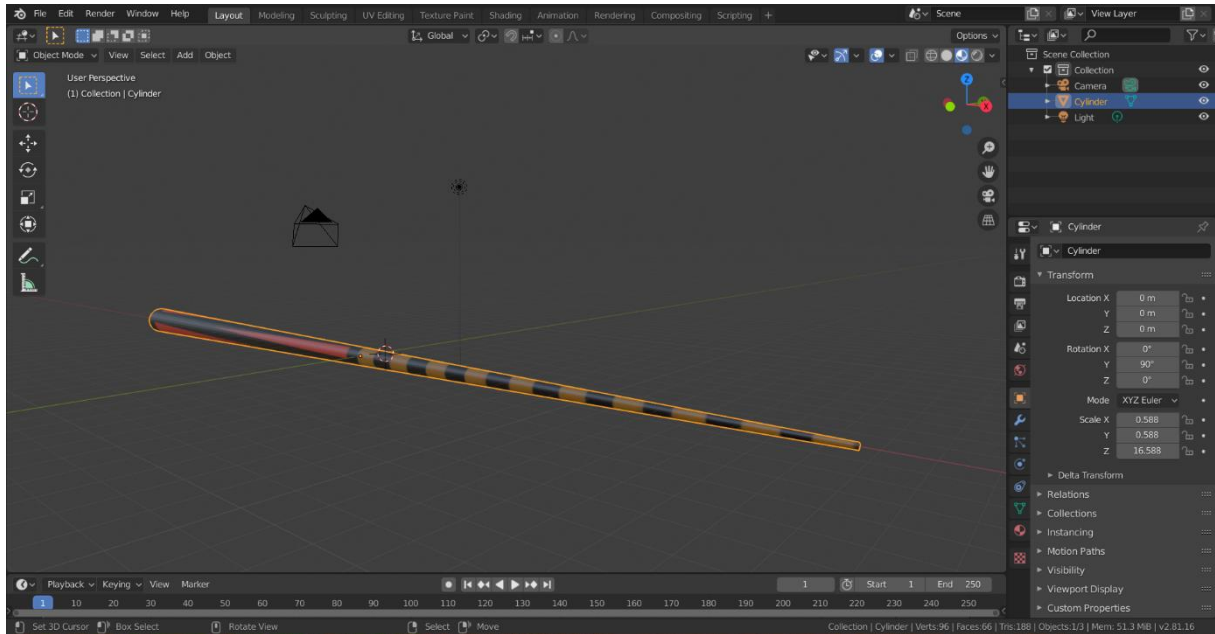 File Edit Render Window Help Layout Modeling Sculpting UV Editing Texture Paint Shading Animation Rendering Compositing Scripting + Scene View Layer
Global Options
Object Mode View Select Add Object
User Perspective
(1) Collection | Cylinder
Z
X
Scene Collection
Collection
Camera
Cylinder
Light
Cylinder
Cylinder
Transform
Location X 0 m
Y 0 m
Z 0 m
Rotation X 0°
Y 90°
Z 0°
Mode XYZ Euler
Scale X 0.588
Y 0.588
Z 16.588
Delta Transform
Relations
Collections
Instancing
Motion Paths
Visibility
Viewport Display
Custom Properties
Playback Keying View Marker 1 Start 1 End 250
1 10 20 30 40 50 60 70 80 90 100 110 120 130 140 150 160 170 180 190 200 210 220 230 240 250
Set 3D Cursor Box Select Rotate View Select Move Collection | Cylinder | Verts:96 | Faces:66 | Tris:188 | Objects:1/3 | Mem: 51.3 MiB | v2.81.16